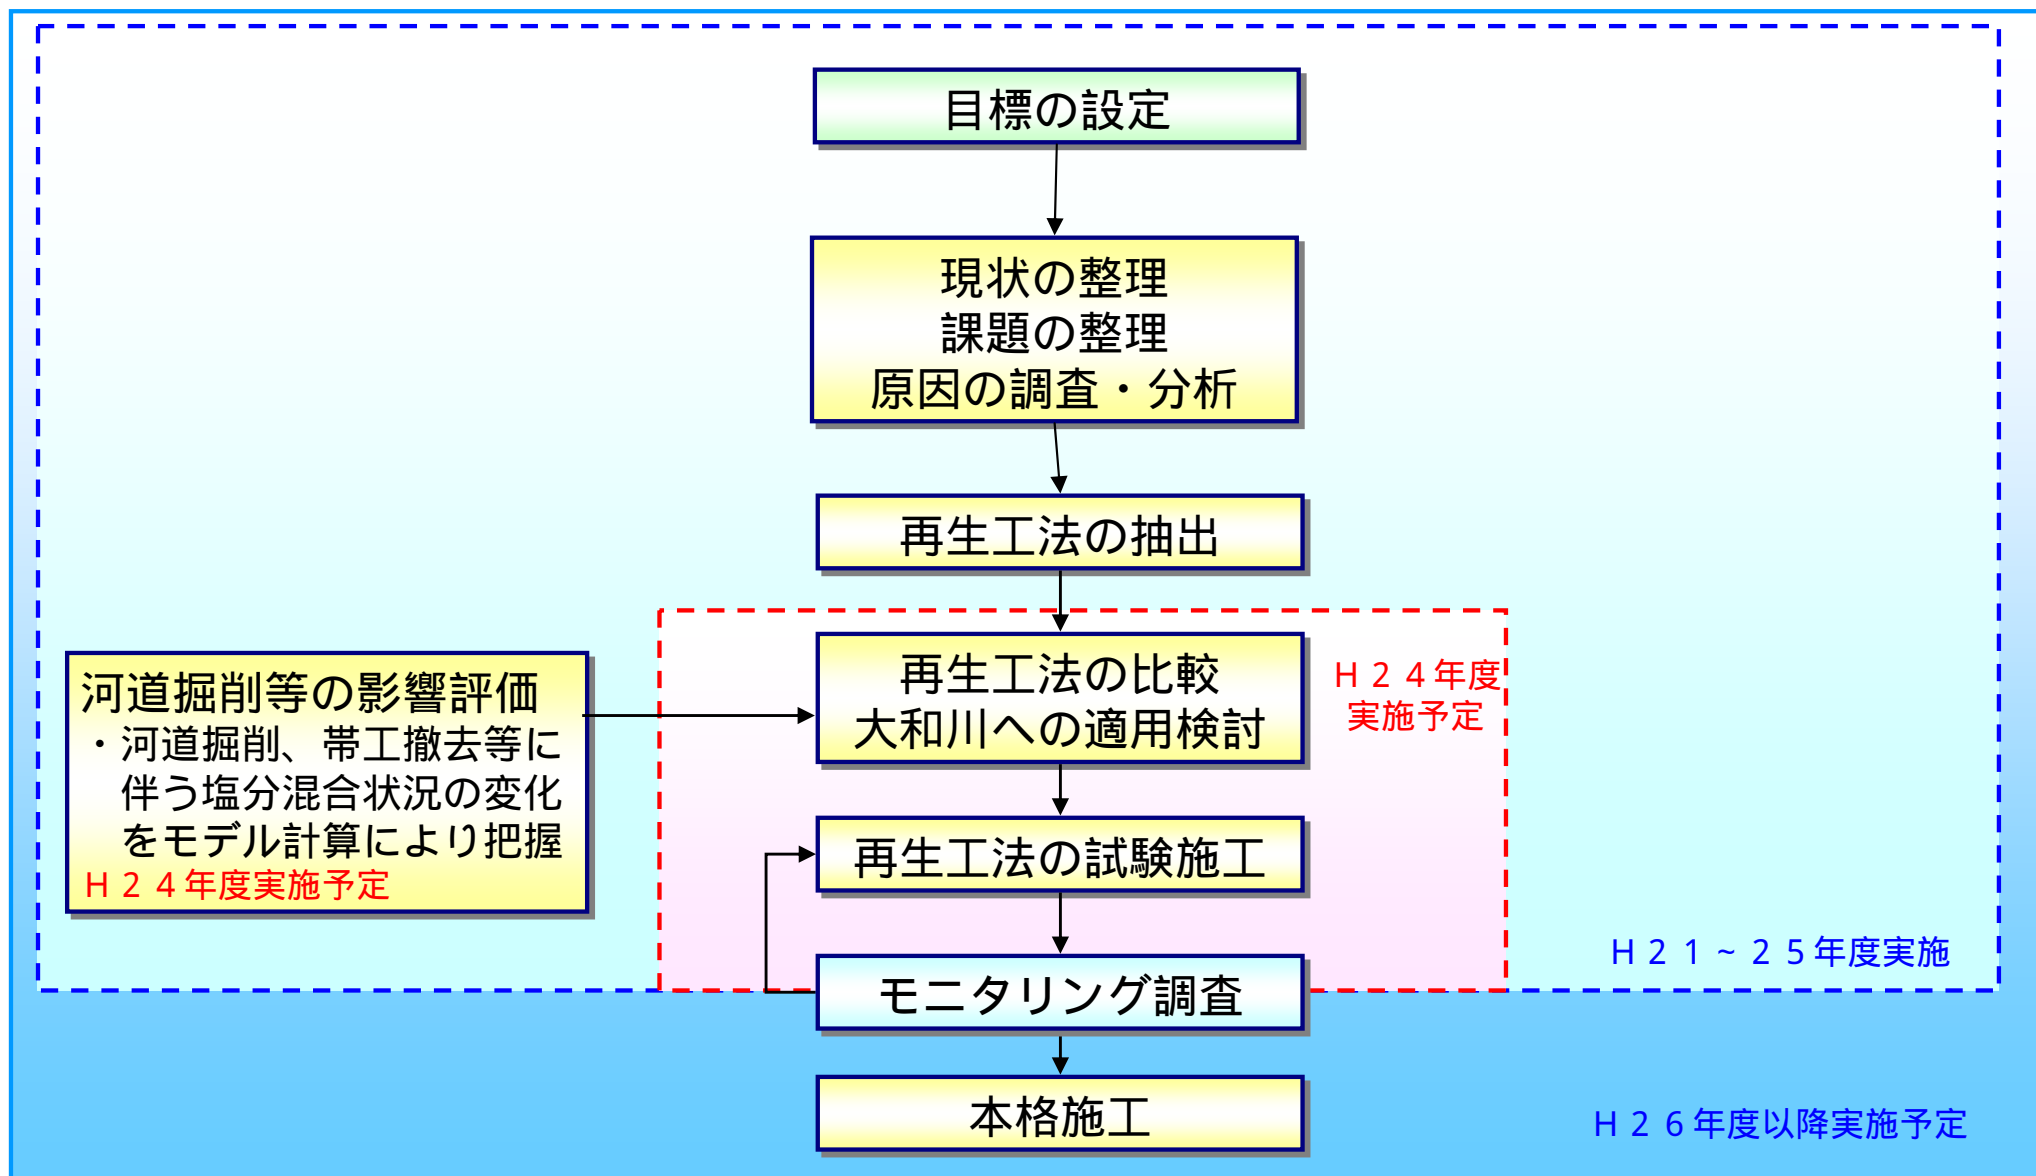 目標の設定
現状の整理
課題の整理
原因の調査・分析
再生工法の抽出
再生工法の比較
大和川への適用検討
Ｈ２４年度
実施予定
河道掘削等の影響評価
・河道掘削、帯工撤去等に
伴う塩分混合状況の変化
をモデル計算により把握
Ｈ２４年度実施予定
再生工法の試験施工
Ｈ２１～２５年度実施
モニタリング調査
本格施工
Ｈ２６年度以降実施予定